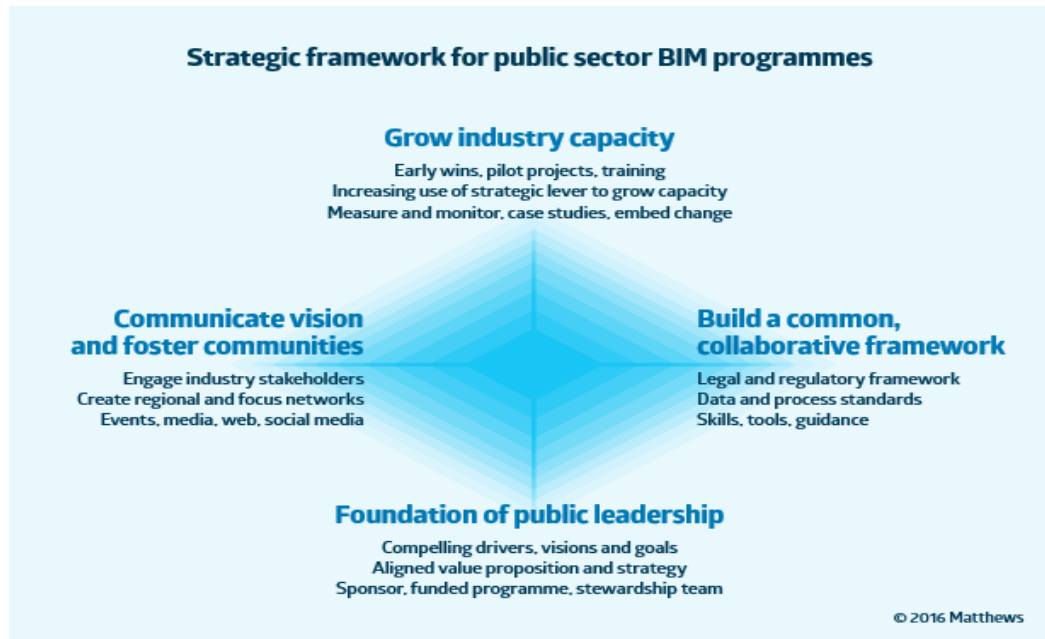 Strategic framework for public sector BIM programmes
Grow industry capacity
Early wins, pilot projects, training
Increasing use of strategic lever to grow capacity
Measure and monitor, case studies, embed change
Communicate vision
and foster communities
Engage industry stakeholders
Create regional and focus networks
Events, media, web, social media
Build a common,
collaborative framework
Legal and regulatory framework
Data and process standards
Skills, tools, guidance
Foundation of public leadership
Compelling drivers, visions and goals
Aligned value proposition and strategy
Sponsor, funded programme, stewardship team
© 2016 Matthews